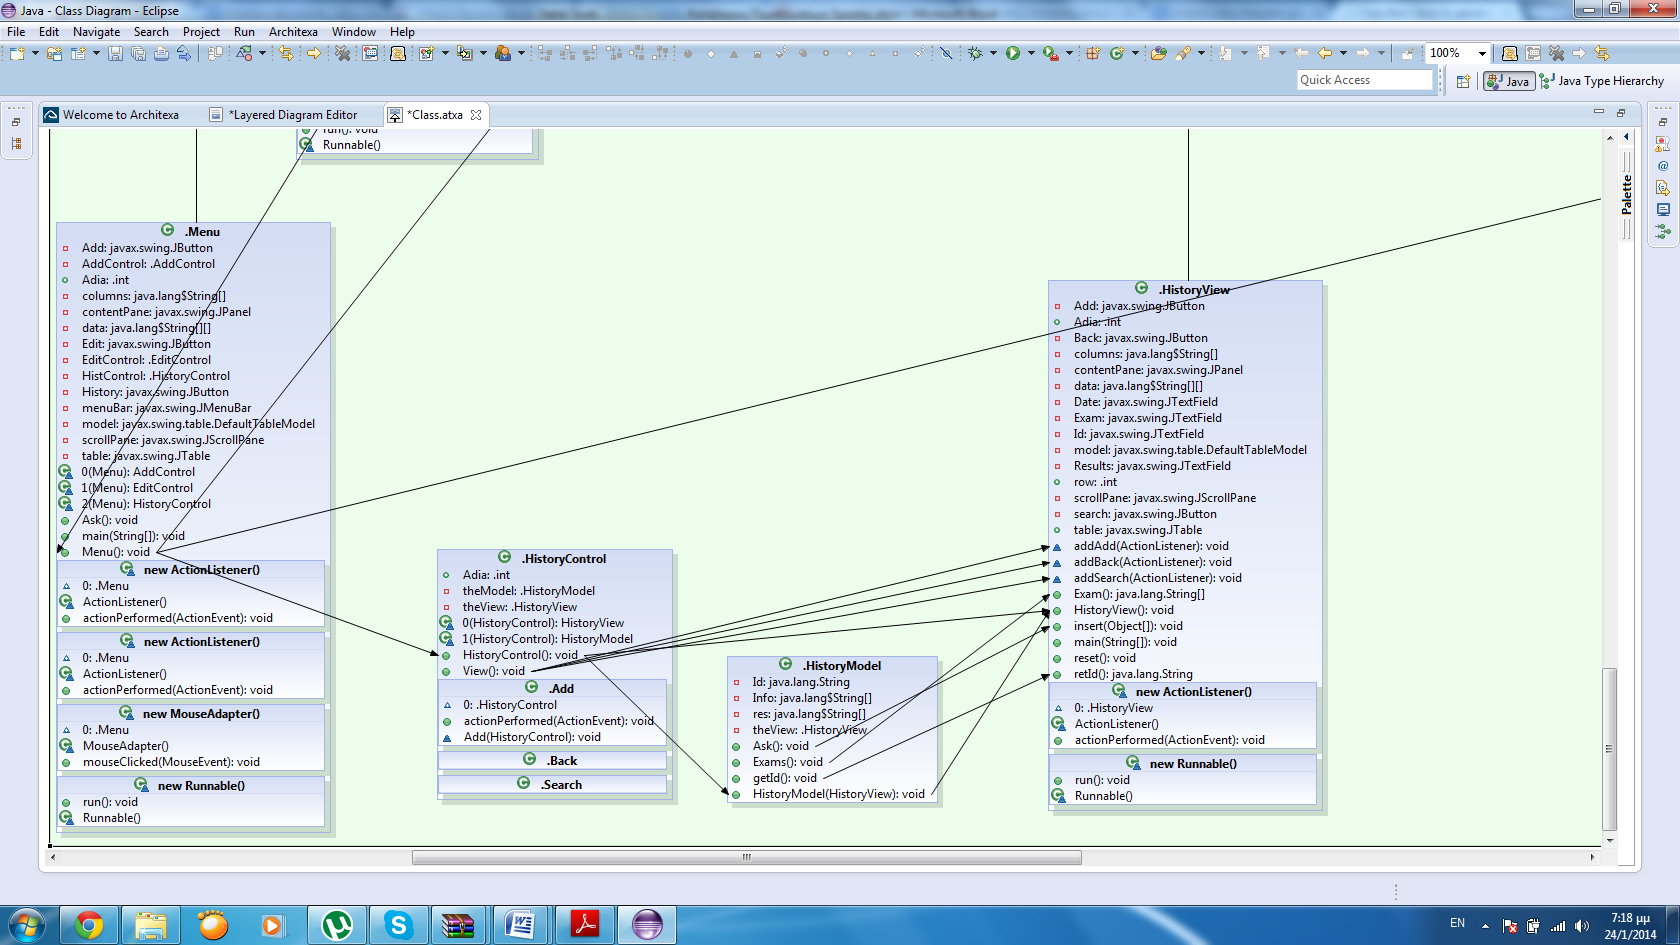 Java - Class Diagram - Eclipse
File Edit Navigate Search Project Run Architexa Window Help
100%
Quick Access
Java
Java Type Hierarchy
Welcome to Architexa
*Layered Diagram Editor
*Class.atxa
Palette
run(): void
Runnable()
.Menu
Add: javax.swing.JButton
AddControl: .AddControl
Adia: .int
columns: java.lang$String[]
contentPane: javax.swing.JPanel
data: java.lang$String[][]
Edit: javax.swing.JButton
EditControl: .EditControl
HistControl: .HistoryControl
History: javax.swing.JButton
menuBar: javax.swing.JMenuBar
model: javax.swing.table.DefaultTableModel
scrollPane: javax.swing.JScrollPane
table: javax.swing.JTable
0(Menu): AddControl
1(Menu): EditControl
2(Menu): HistoryControl
Ask(): void
main(String[]): void
Menu(): void
new ActionListener()
0: .Menu
ActionListener()
actionPerformed(ActionEvent): void
new ActionListener()
0: .Menu
ActionListener()
actionPerformed(ActionEvent): void
new MouseAdapter()
0: .Menu
MouseAdapter()
mouseClicked(MouseEvent): void
new Runnable()
run(): void
Runnable()
.HistoryControl
Adia: .int
theModel: .HistoryModel
theView: .HistoryView
0(HistoryControl): HistoryView
1(HistoryControl): HistoryModel
HistoryControl(): void
View(): void
.Add
0: .HistoryControl
actionPerformed(ActionEvent): void
Add(HistoryControl): void
.Back
.Search
.HistoryModel
Id: java.lang.String
Info: java.lang$String[]
res: java.lang$String[]
theView: .HistoryView
Ask(): void
Exams(): void
getId(): void
HistoryModel(HistoryView): void
.HistoryView
Add: javax.swing.JButton
Adia: .int
Back: javax.swing.JButton
columns: java.lang$String[]
contentPane: javax.swing.JPanel
data: java.lang$String[][]
Date: javax.swing.JTextField
Exam: javax.swing.JTextField
Id: javax.swing.JTextField
model: javax.swing.table.DefaultTableModel
Results: javax.swing.JTextField
row: .int
scrollPane: javax.swing.JScrollPane
search: javax.swing.JButton
table: javax.swing.JTable
addAdd(ActionListener): void
addBack(ActionListener): void
addSearch(ActionListener): void
Exam(): java.lang.String[]
HistoryView(): void
insert(Object[]): void
main(String[]): void
reset(): void
retId(): java.lang.String
new ActionListener()
0: .HistoryView
ActionListener()
actionPerformed(ActionEvent): void
new Runnable()
run(): void
Runnable()
EN
7:18 μμ
24/1/2014